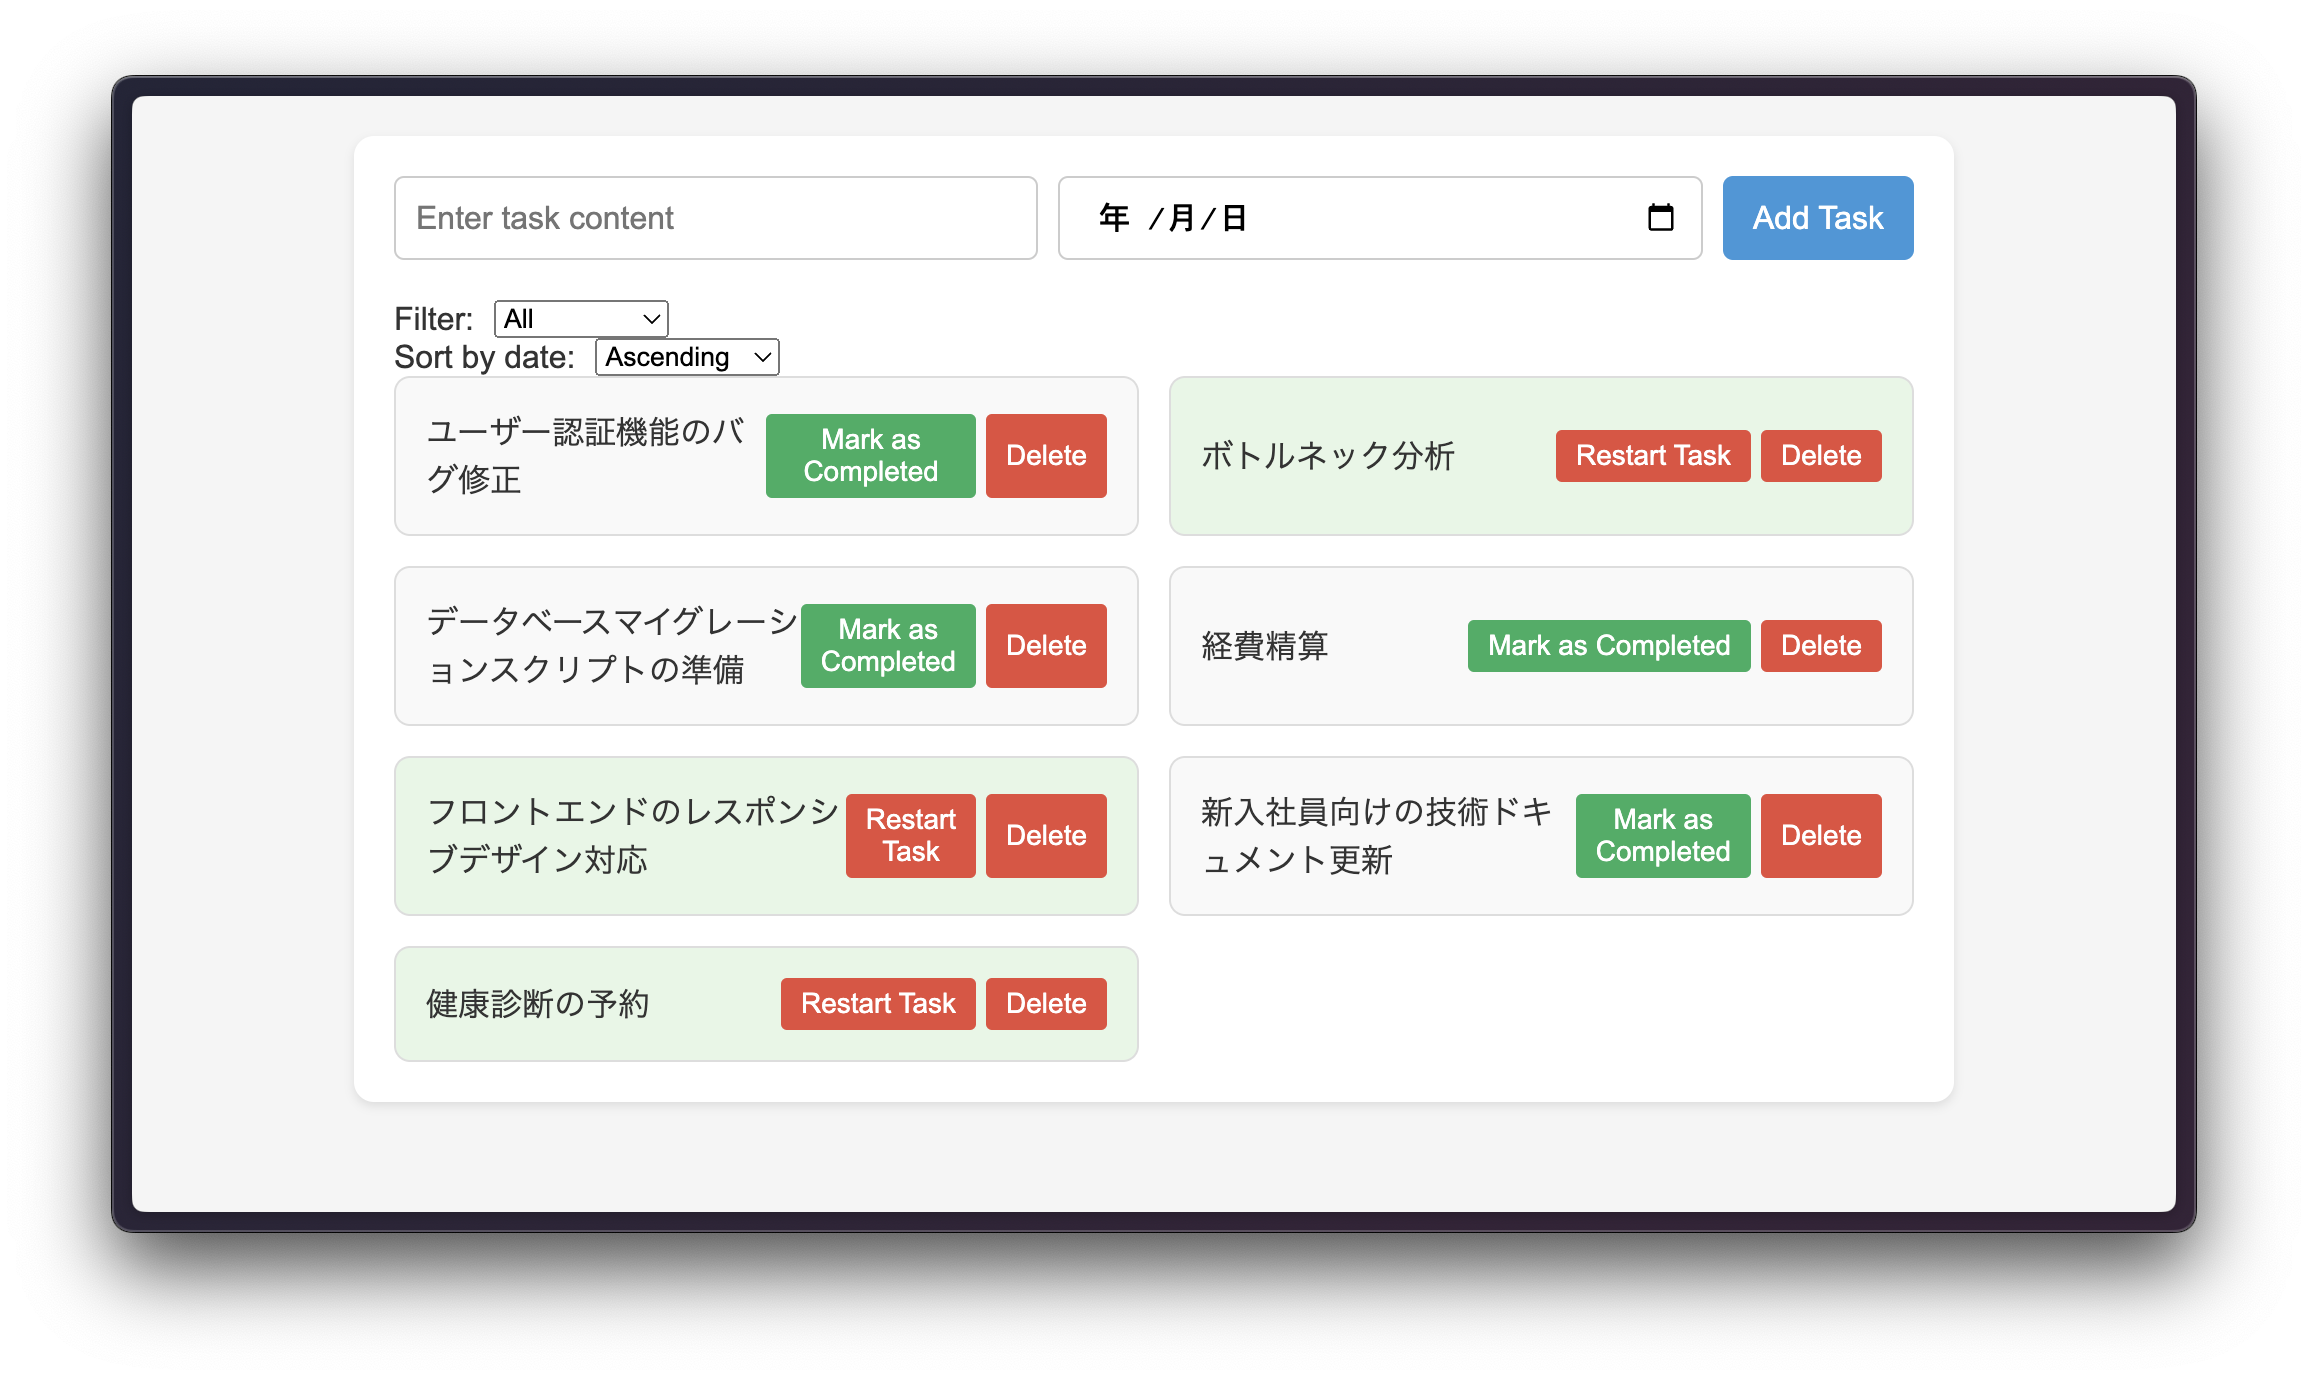 Enter task content
年 /月/日
Add Task
Filter: All
Sort by date: Ascending
ユーザー認証機能のバ
グ修正
Mark as
Completed
Delete
ボトルネック分析
Restart Task
Delete
データベースマイグレーシ
ョンスクリプトの準備
Mark as
Completed
Delete
経費精算
Mark as Completed
Delete
フロントエンドのレスポンシ
ブデザイン対応
Restart
Task
Delete
新入社員向けの技術ドキ
ュメント更新
Mark as
Completed
Delete
健康診断の予約
Restart Task
Delete